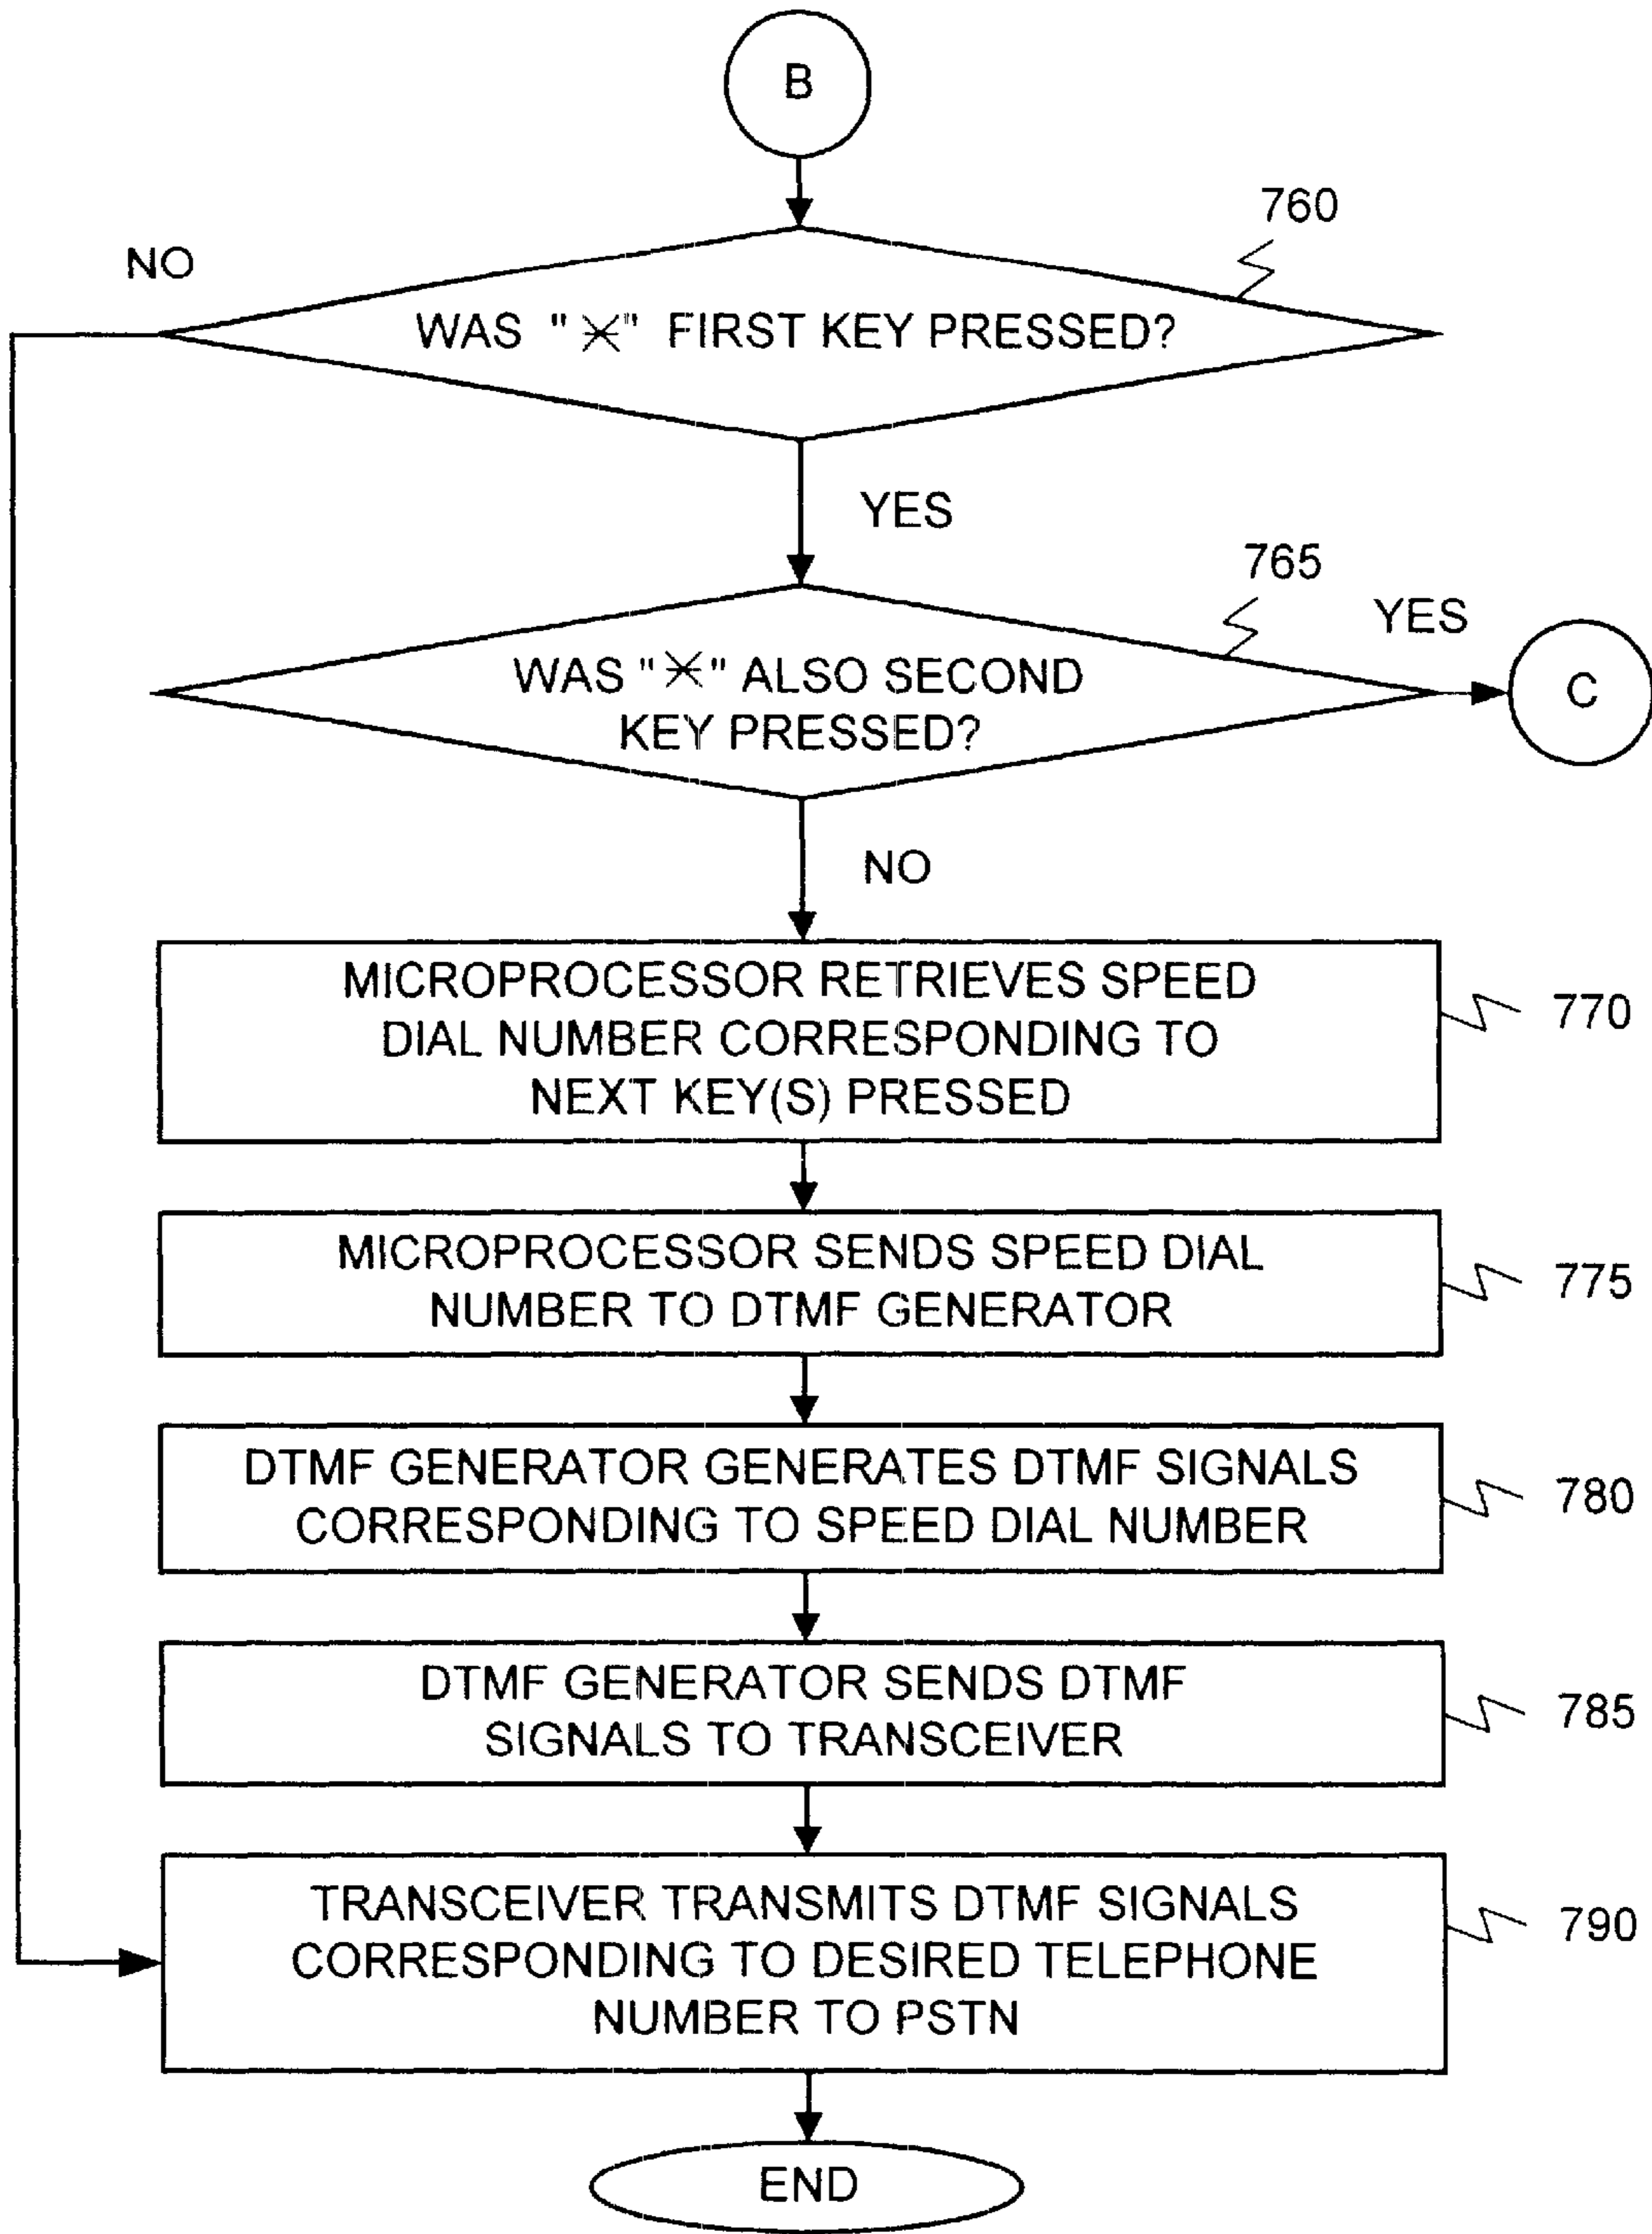 B
760
NO
WAS "*" FIRST KEY PRESSED?
YES
765
YES
WAS "*" ALSO SECOND
KEY PRESSED?
C
NO
MICROPROCESSOR RETRIEVES SPEED
DIAL NUMBER CORRESPONDING TO
NEXT KEY(S) PRESSED
770
MICROPROCESSOR SENDS SPEED DIAL
NUMBER TO DTMF GENERATOR
775
DTMF GENERATOR GENERATES DTMF SIGNALS
CORRESPONDING TO SPEED DIAL NUMBER
780
DTMF GENERATOR SENDS DTMF
SIGNALS TO TRANSCEIVER
785
TRANSCEIVER TRANSMITS DTMF SIGNALS
CORRESPONDING TO DESIRED TELEPHONE
NUMBER TO PSTN
790
END